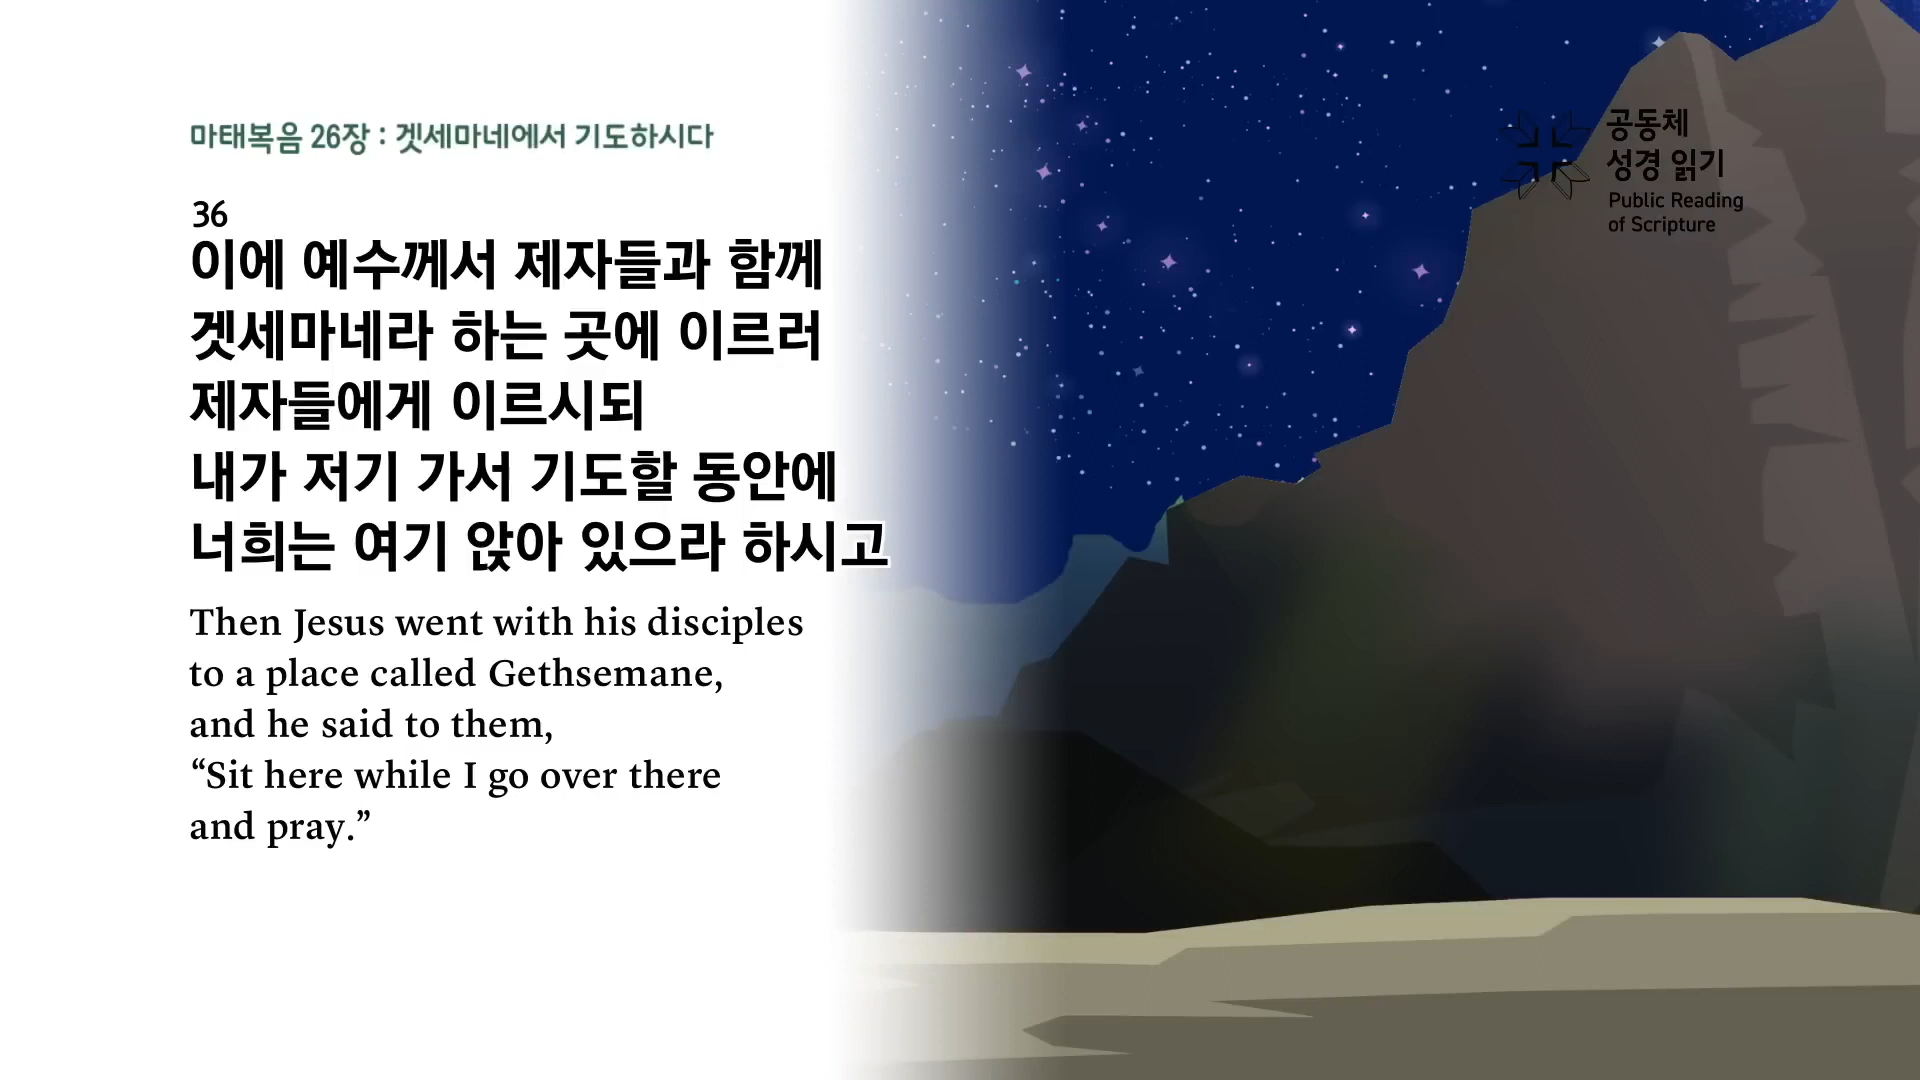 마태복음 26장 : 겟세마네에서 기도하시다
36
이에 예수께서 제자들과 함께
겟세마네라 하는 곳에 이르러
제자들에게 이르시되
내가 저기 가서 기도할 동안에
너희는 여기 앉아 있으라 하시고
Then Jesus went with his disciples
to a place called Gethsemane,
and he said to them,
“Sit here while I go over there
and pray.”
공동체
성경 읽기
Public Reading
of Scripture